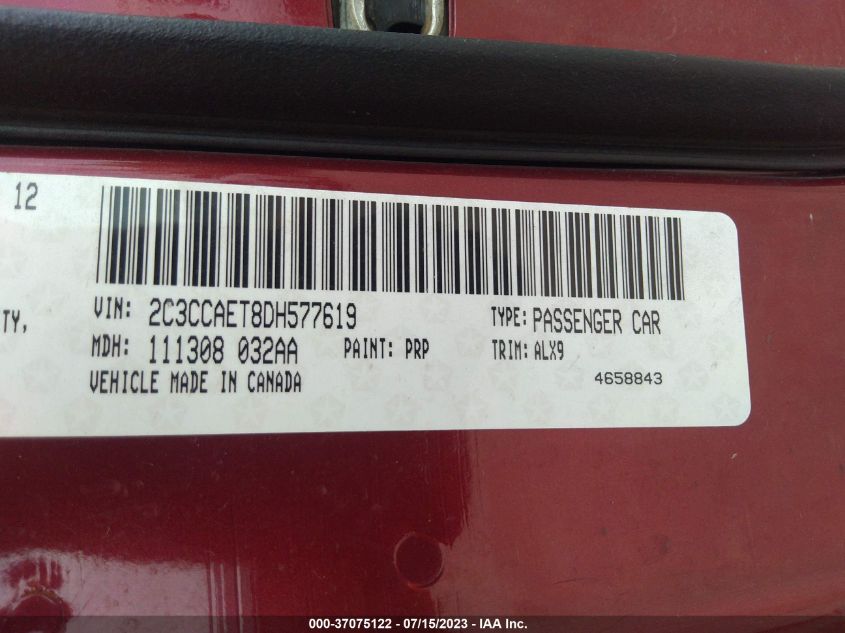 12
TY,
VIN: 2C3CCAET8DH577619 TYPE: PASSENGER CAR
MDH: 111308 032AA PAINT: PRP TRIM: ALX9
VEHICLE MADE IN CANADA 4658843
000-37075122 - 07/15/2023 - IAA Inc.